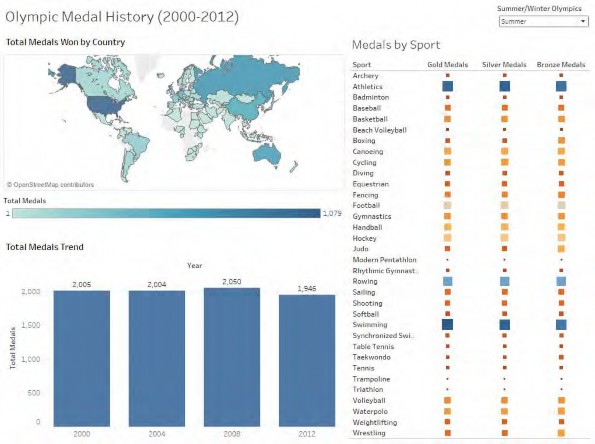 Olympic Medal History (2000-2012)
Summer/Winter Olympics
Summer
Total Medals Won by Country
© OpenStreetMap contributors
Total Medals
1
1,079
Total Medals Trend
Year
Total Medals
2,000
1,500
1,000
500
0
2,005
2,004
2,050
1,946
2000
2004
2008
2012
Medals by Sport
Sport Gold Medals Silver Medals Bronze Medals
Archery
Athletics
Badminton
Baseball
Basketball
Beach Volleyball
Boxing
Canoeing
Cycling
Diving
Equestrian
Fencing
Football
Gymnastics
Handball
Hockey
Judo
Modern Pentathlon
Rhythmic Gymnast..
Rowing
Sailing
Shooting
Softball
Swimming
Synchronized Swi..
Table Tennis
Taekwondo
Tennis
Trampoline
Triathlon
Volleyball
Waterpolo
Weightlifting
Wrestling